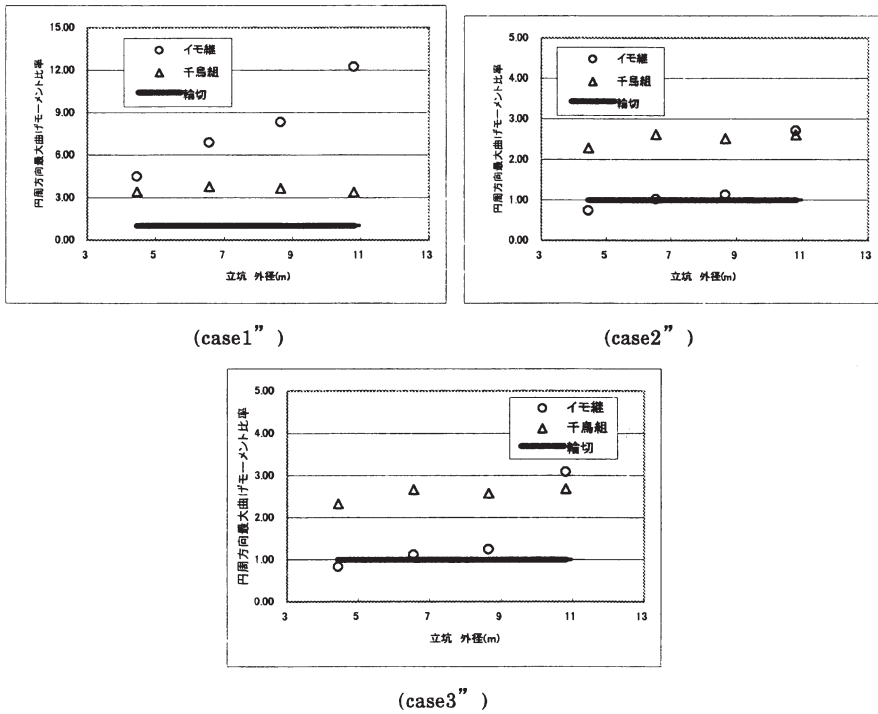 15.00
12.00
9.00
6.00
3.00
0.00
円周方向最大曲げモーメント比率
イモ継
千鳥組
輪切
3 5 7 9 11 13
立坑 外径(m)
(case1”)
5.00
4.00
3.00
2.00
1.00
0.00
円周方向最大曲げモーメント比率
イモ継
千鳥組
輪切
3 5 7 9 11 13
立坑 外径(m)
(case2”)
5.00
4.00
3.00
2.00
1.00
0.00
円周方向最大曲げモーメント比率
イモ継
千鳥組
輪切
3 5 7 9 11 13
立坑 外径(m)
(case3”)